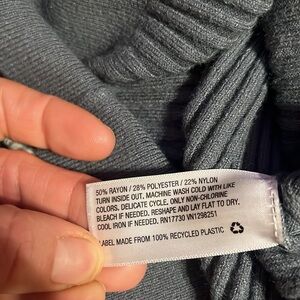 50% RAYON / 28% POLYESTER / 22% NYLON
TURN INSIDE OUT, MACHINE WASH COLD WITH LIKE
COLORS, DELICATE CYCLE. ONLY NON-CHLORINE
BLEACH IF NEEDED. RESHAPE AND LAY FLAT TO DRY.
COOL IRON IF NEEDED. RN17730 VN1298251
LABEL MADE FROM 100% RECYCLED PLASTIC